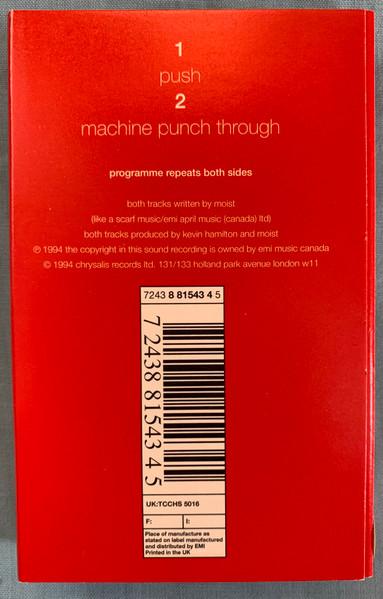 1
push
2
machine punch through
programme repeats both sides
both tracks written by moist
(like a scarf music/emi april music (canada) ltd)
both tracks produced by kevin hamilton and moist
℗ 1994 the copyright in this sound recording is owned by emi music canada
© 1994 chrysalis records ltd. 131/133 holland park avenue london w11
7243 8 81543 4 5
7 2438 81543 4 5
UK:TCCHS 5016
F: I:
Place of manufacture as
stated on label manufactured
and distributed by EMI
Printed in the UK